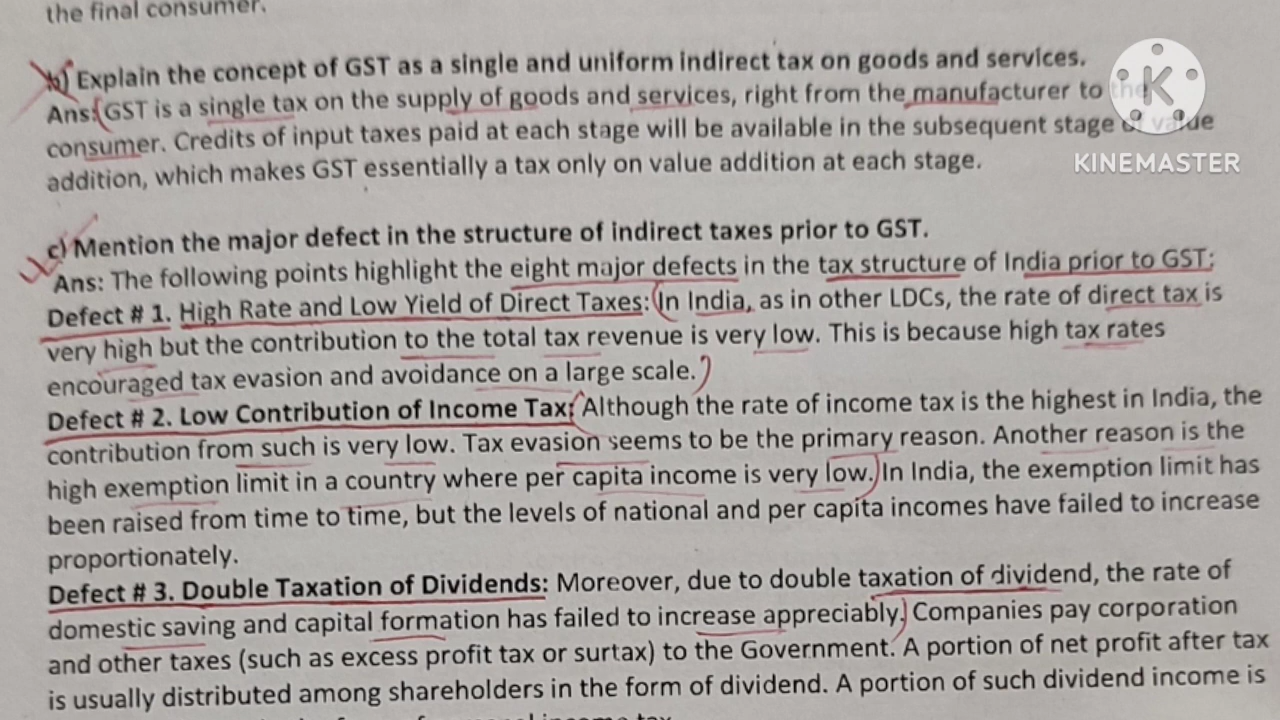 the final consumer.
b) Explain the concept of GST as a single and uniform indirect tax on goods and services.
Ans: GST is a single tax on the supply of goods and services, right from the manufacturer to the
consumer. Credits of input taxes paid at each stage will be available in the subsequent stage of value
addition, which makes GST essentially a tax only on value addition at each stage.
KINEMASTER
c) Mention the major defect in the structure of indirect taxes prior to GST.
Ans: The following points highlight the eight major defects in the tax structure of India prior to GST:
Defect # 1. High Rate and Low Yield of Direct Taxes: In India, as in other LDCs, the rate of direct tax is
very high but the contribution to the total tax revenue is very low. This is because high tax rates
encouraged tax evasion and avoidance on a large scale.
Defect # 2. Low Contribution of Income Tax: Although the rate of income tax is the highest in India, the
contribution from such is very low. Tax evasion seems to be the primary reason. Another reason is the
high exemption limit in a country where per capita income is very low. In India, the exemption limit has
been raised from time to time, but the levels of national and per capita incomes have failed to increase
proportionately.
Defect # 3. Double Taxation of Dividends: Moreover, due to double taxation of dividend, the rate of
domestic saving and capital formation has failed to increase appreciably. Companies pay corporation
and other taxes (such as excess profit tax or surtax) to the Government. A portion of net profit after tax
is usually distributed among shareholders in the form of dividend. A portion of such dividend income is